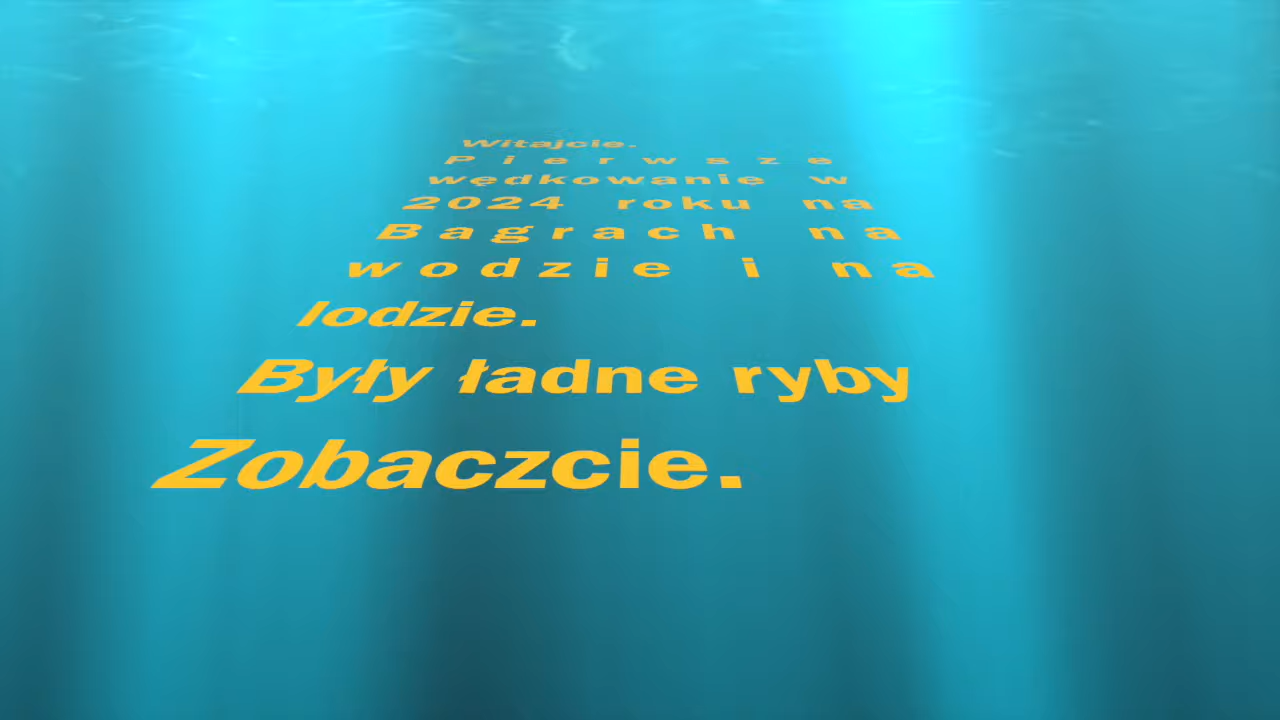 Witajcie.
Pierwsze
wędkowanie w
2024 roku na
Bagrach na
wodzie i na
lodzie.
Były ładne ryby
Zobaczcie.